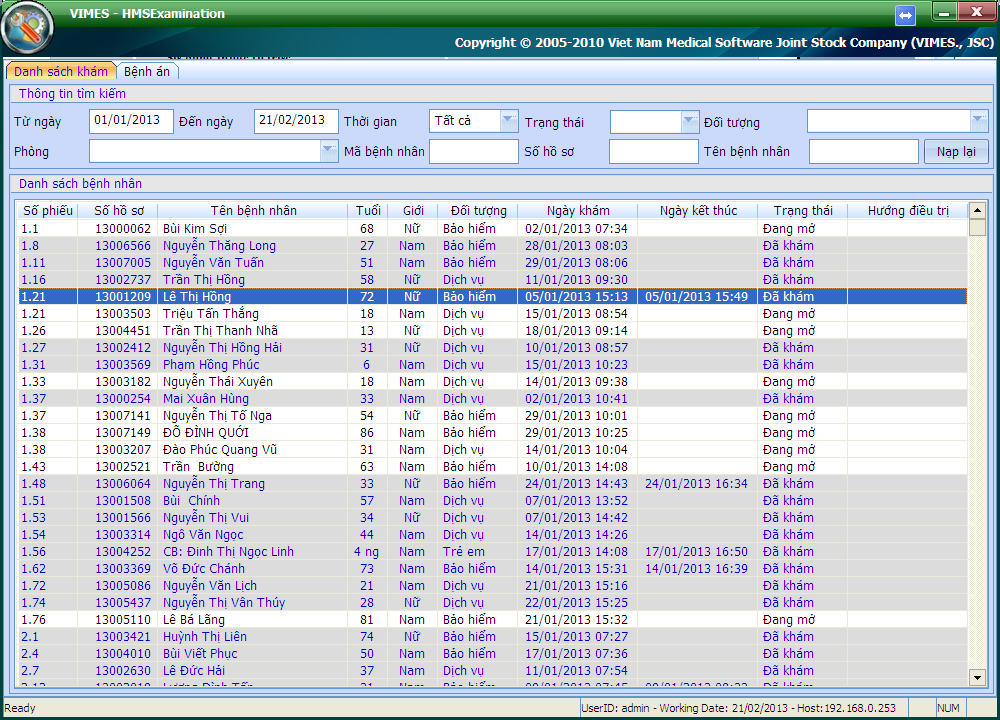 VIMES - HMSExamination
Copyright © 2005-2010 Viet Nam Medical Software Joint Stock Company (VIMES., JSC)
Danh sách khám Bệnh án
Thông tin tìm kiếm
Từ ngày 01/01/2013 Đến ngày 21/02/2013 Thời gian Tất cả Trạng thái Đối tượng
Phòng Mã bệnh nhân Số hồ sơ Tên bệnh nhân Nạp lại
Danh sách bệnh nhân
Số phiếu Số hồ sơ Tên bệnh nhân Tuổi Giới Đối tượng Ngày khám Ngày kết thúc Trạng thái Hướng điều trị
1.1 13000062 Bùi Kim Sợi 68 Nữ Bảo hiểm 02/01/2013 07:34 Đang mở
1.8 13006566 Nguyễn Thăng Long 27 Nam Bảo hiểm 28/01/2013 08:03 Đã khám
1.11 13007005 Nguyễn Văn Tuấn 51 Nam Bảo hiểm 29/01/2013 08:06 Đã khám
1.16 13002737 Trần Thị Hồng 58 Nữ Dịch vụ 11/01/2013 09:30 Đã khám
1.21 13001209 Lê Thị Hồng 72 Nữ Bảo hiểm 05/01/2013 15:13 05/01/2013 15:49 Đã khám
1.21 13003503 Triệu Tấn Thắng 18 Nam Dịch vụ 15/01/2013 08:54 Đang mở
1.26 13004451 Trần Thị Thanh Nhã 13 Nữ Dịch vụ 18/01/2013 09:14 Đang mở
1.27 13002412 Nguyễn Thị Hồng Hải 31 Nữ Dịch vụ 10/01/2013 08:57 Đã khám
1.31 13003569 Phạm Hồng Phúc 6 Nam Dịch vụ 15/01/2013 10:23 Đã khám
1.33 13003182 Nguyễn Thái Xuyên 18 Nam Dịch vụ 14/01/2013 09:38 Đang mở
1.37 13000254 Mai Xuân Hùng 33 Nam Dịch vụ 02/01/2013 10:41 Đã khám
1.37 13007141 Nguyễn Thị Tố Nga 54 Nữ Bảo hiểm 29/01/2013 10:01 Đang mở
1.38 13007149 ĐỖ ĐÌNH QUỚI 86 Nam Bảo hiểm 29/01/2013 10:25 Đang mở
1.38 13003207 Đào Phúc Quang Vũ 31 Nam Dịch vụ 14/01/2013 10:04 Đang mở
1.43 13002521 Trần Bường 63 Nam Bảo hiểm 10/01/2013 14:08 Đang mở
1.48 13006064 Nguyễn Thị Trang 33 Nữ Bảo hiểm 24/01/2013 14:43 24/01/2013 16:34 Đã khám
1.51 13001508 Bùi Chính 57 Nam Dịch vụ 07/01/2013 13:52 Đã khám
1.53 13001566 Nguyễn Thị Vui 34 Nữ Dịch vụ 07/01/2013 14:42 Đã khám
1.54 13003314 Ngô Văn Ngọc 44 Nam Dịch vụ 14/01/2013 14:26 Đã khám
1.56 13004252 CB: Đinh Thị Ngọc Linh 4 ng Nam Trẻ em 17/01/2013 14:08 17/01/2013 16:50 Đã khám
1.62 13003369 Võ Đức Chánh 73 Nam Bảo hiểm 14/01/2013 15:31 14/01/2013 16:39 Đã khám
1.72 13005086 Nguyễn Văn Lịch 21 Nam Dịch vụ 21/01/2013 15:16 Đã khám
1.74 13005437 Nguyễn Thị Vân Thúy 28 Nữ Dịch vụ 22/01/2013 15:25 Đã khám
1.76 13005110 Lê Bá Lãng 81 Nam Bảo hiểm 21/01/2013 15:32 Đang mở
2.1 13003421 Huỳnh Thị Liên 74 Nữ Bảo hiểm 15/01/2013 07:27 Đã khám
2.4 13004010 Bùi Viết Phục 50 Nam Bảo hiểm 17/01/2013 07:36 Đã khám
2.7 13002630 Lê Đức Hải 37 Nam Dịch vụ 11/01/2013 07:54 Đã khám
Ready UserID: admin - Working Date: 21/02/2013 - Host:192.168.0.253 NUM